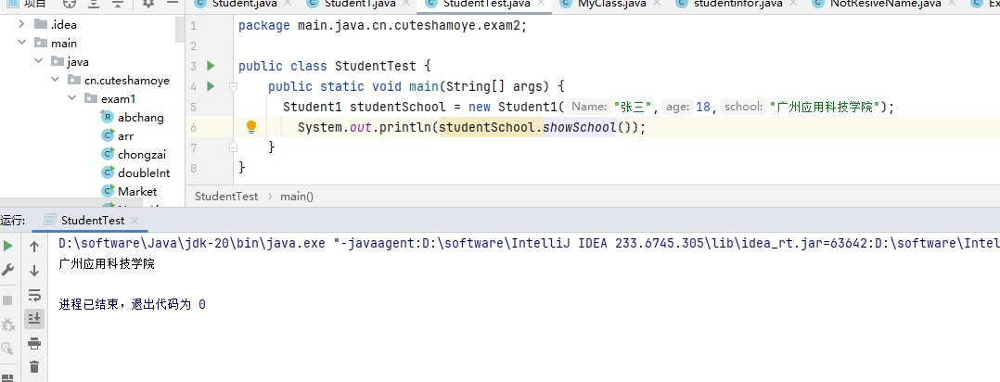 项目
Student.java
Student1.java
StudentTest.java
MyClass.java
studentinfor.java
NotResiveName.java
Ex
.idea
main
java
cn.cuteshamoye
exam1
abchang
arr
chongzai
doubleInt
Market
1 package main.java.cn.cuteshamoye.exam2;
2
3 public class StudentTest {
4 public static void main(String[] args) {
5 Student1 studentSchool = new Student1( Name: "张三", age: 18, school: "广州应用科技学院");
6 System.out.println(studentSchool.showSchool());
7 }
8 }
StudentTest > main()
运行: StudentTest
D:\software\Java\jdk-20\bin\java.exe "-javaagent:D:\software\IntelliJ IDEA 233.6745.305\lib\idea_rt.jar=63642:D:\software\Intel
广州应用科技学院
进程已结束，退出代码为 0